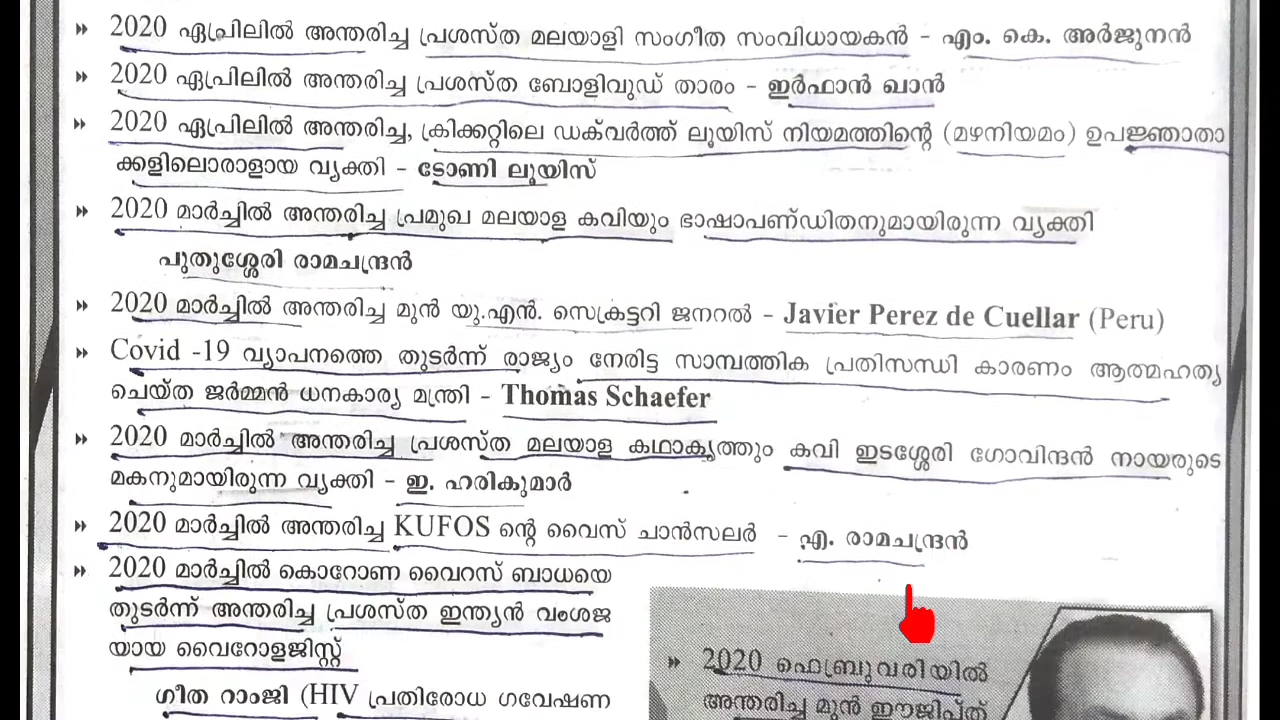 » 2020 ഏപ്രിലിൽ അന്തരിച്ച പ്രശസ്ത മലയാളി സംഗീത സംവിധായകൻ - എം. കെ. അർജുനൻ
» 2020 ഏപ്രിലിൽ അന്തരിച്ച പ്രശസ്ത ബോളിവുഡ് താരം - ഇർഫാൻ ഖാൻ
» 2020 ഏപ്രിലിൽ അന്തരിച്ച, ക്രിക്കറ്റിലെ ഡക്‌വർത്ത് ലൂയിസ് നിയമത്തിന്റെ (മഴനിയമം) ഉപജ്ഞാതാ
ക്കളിലൊരാളായ വ്യക്തി - ടോണി ലൂയിസ്
» 2020 മാർച്ചിൽ അന്തരിച്ച പ്രമുഖ മലയാള കവിയും ഭാഷാപണ്ഡിതനുമായിരുന്ന വ്യക്തി
പുതുശ്ശേരി രാമചന്ദ്രൻ
» 2020 മാർച്ചിൽ അന്തരിച്ച മുൻ യു.എൻ. സെക്രട്ടറി ജനറൽ - Javier Perez de Cuellar (Peru)
» Covid -19 വ്യാപനത്തെ തുടർന്ന് രാജ്യം നേരിട്ട സാമ്പത്തിക പ്രതിസന്ധി കാരണം ആത്മഹത്യ
ചെയ്ത ജർമ്മൻ ധനകാര്യ മന്ത്രി - Thomas Schaefer
» 2020 മാർച്ചിൽ അന്തരിച്ച പ്രശസ്ത മലയാള കഥാകൃത്തും കവി ഇടശ്ശേരി ഗോവിന്ദൻ നായരുടെ
മകനുമായിരുന്ന വ്യക്തി - ഇ. ഹരികുമാർ
» 2020 മാർച്ചിൽ അന്തരിച്ച KUFOS ന്റെ വൈസ് ചാൻസലർ - എ. രാമചന്ദ്രൻ
» 2020 മാർച്ചിൽ കൊറോണ വൈറസ് ബാധയെ
തുടർന്ന് അന്തരിച്ച പ്രശസ്ത ഇന്ത്യൻ വംശജ
യായ വൈറോളജിസ്റ്റ്
ഗീത റാംജി (HIV പ്രതിരോധ ഗവേഷണ
» 2020 ഫെബ്രുവരിയിൽ
അന്തരിച്ച മുൻ ഈജിപ്ത്